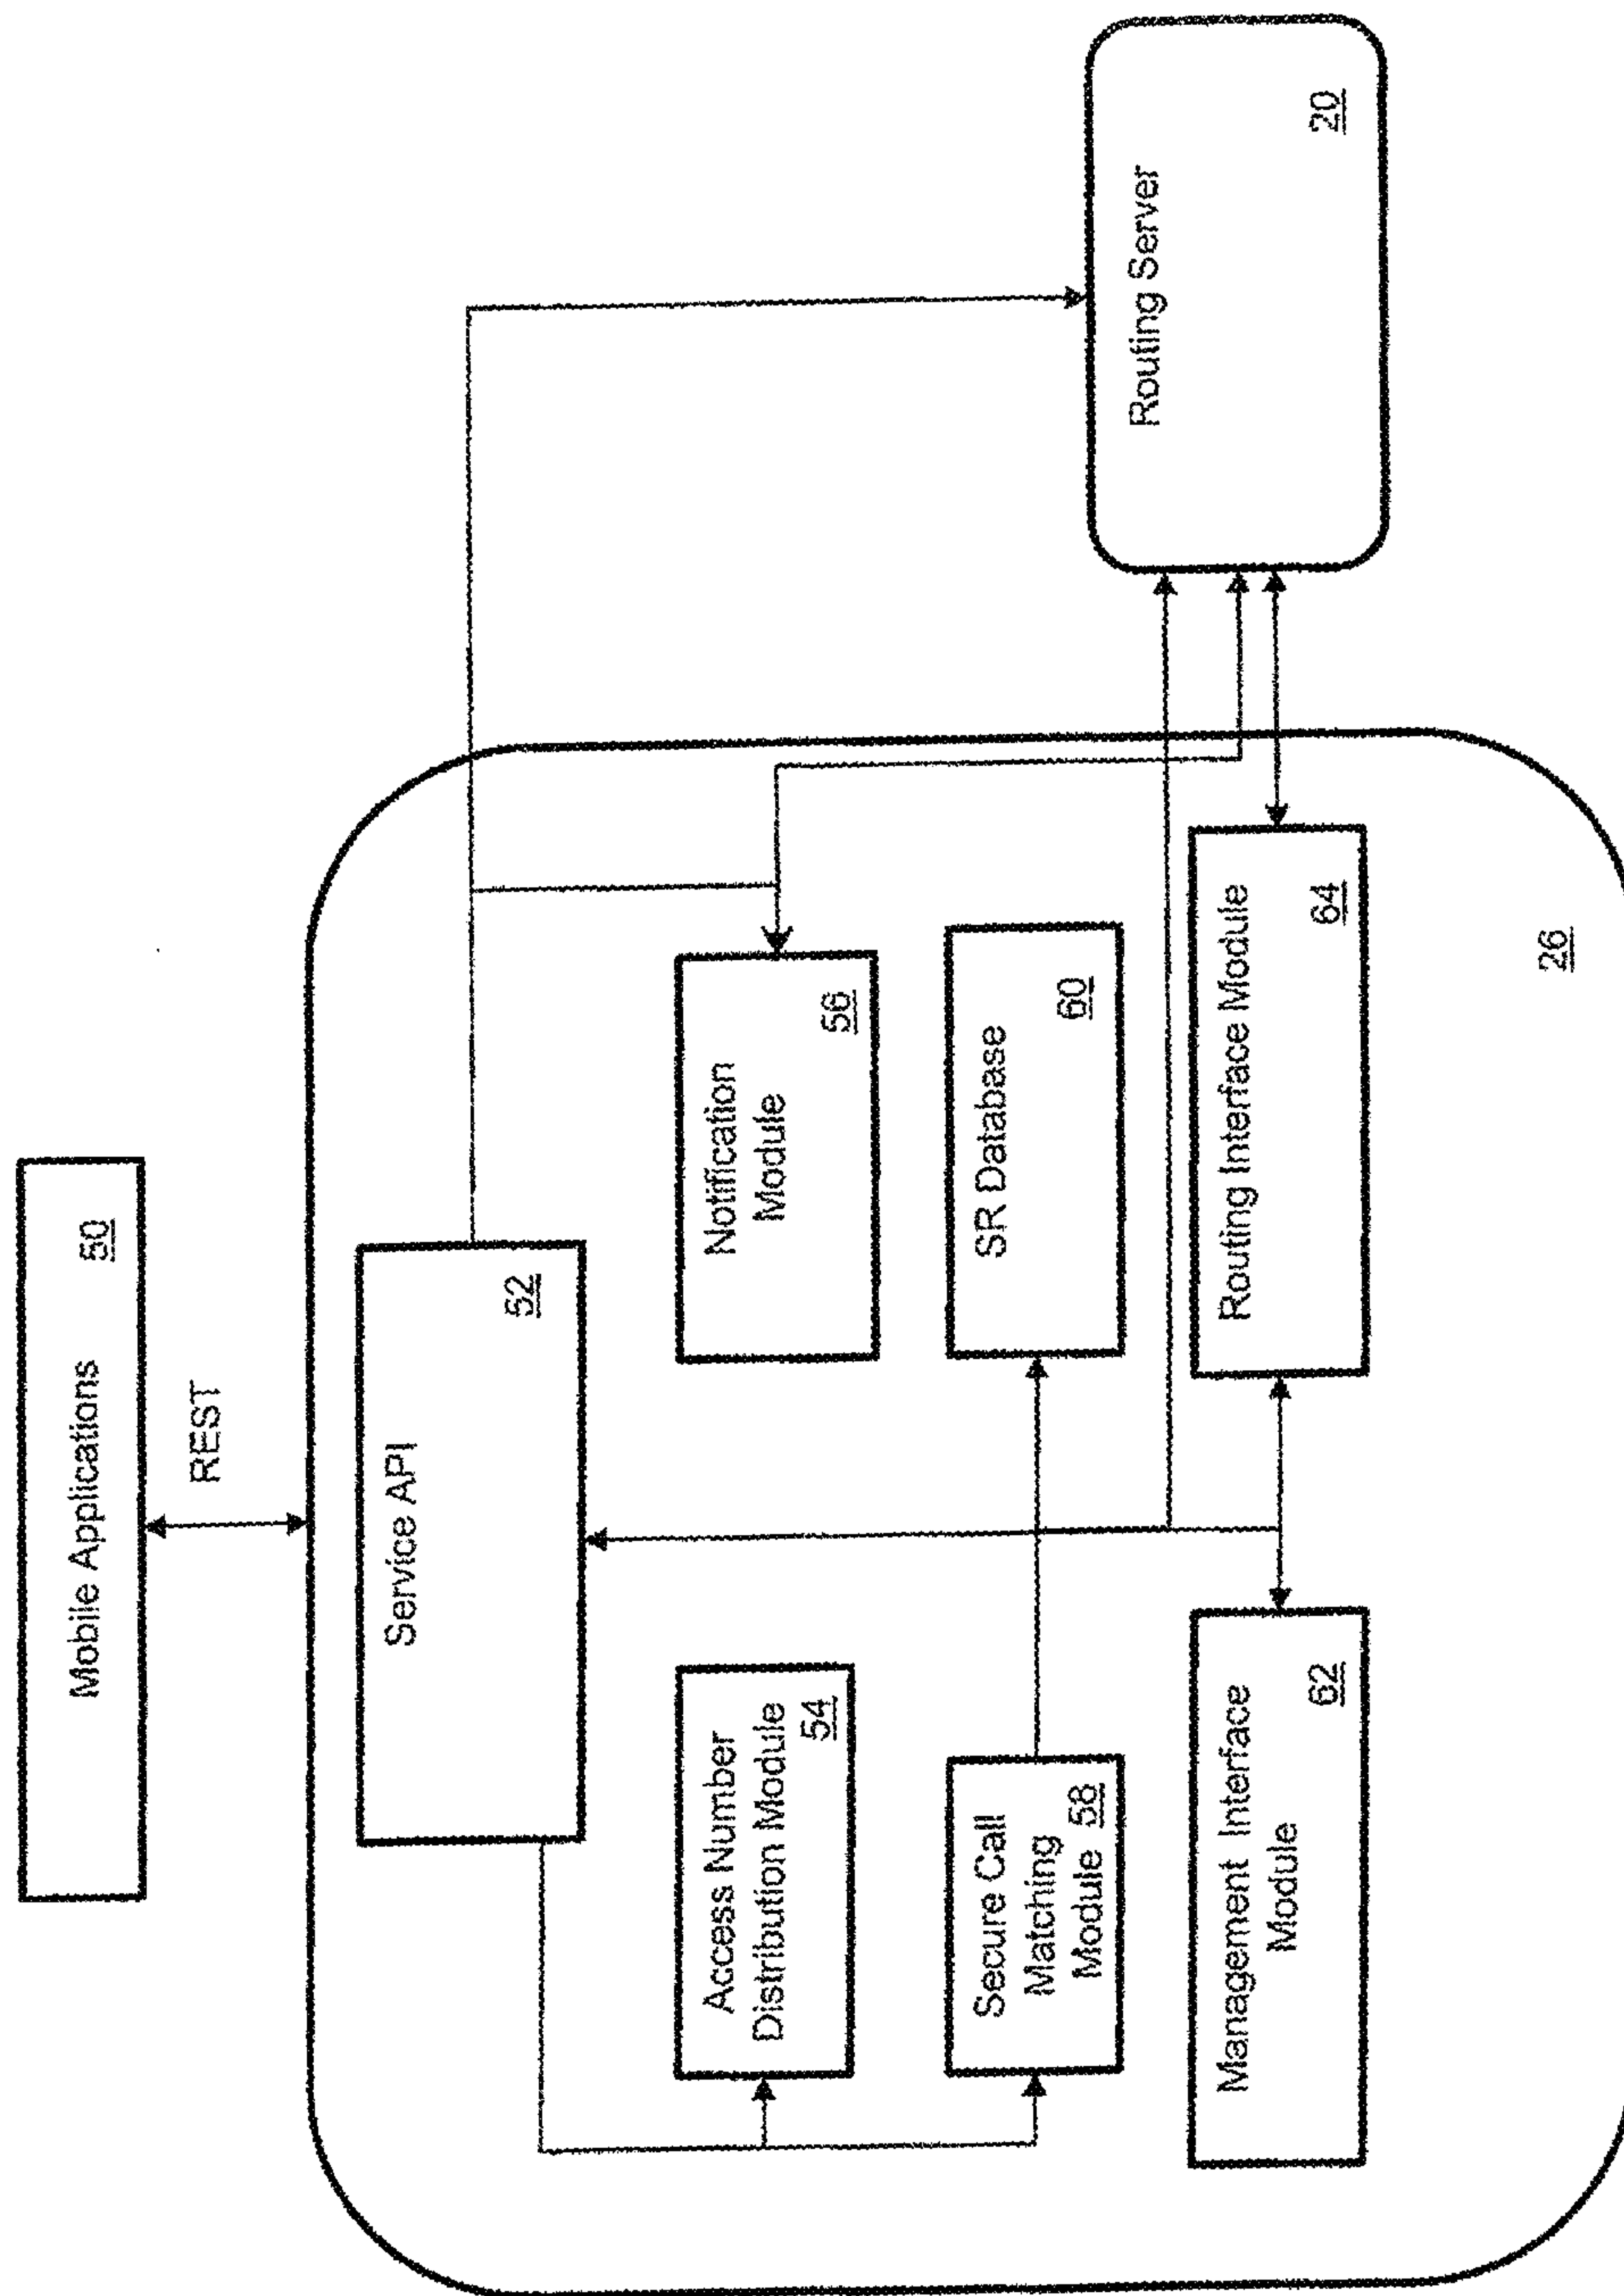 Mobile Applications
50
REST
Service API
52
Access Number
Distribution Module
54
Notification
Module
56
Secure Call
Matching
Module 58
SR Database
60
Management Interface
Module
62
Routing Interface Module
64
26
Routing Server
20